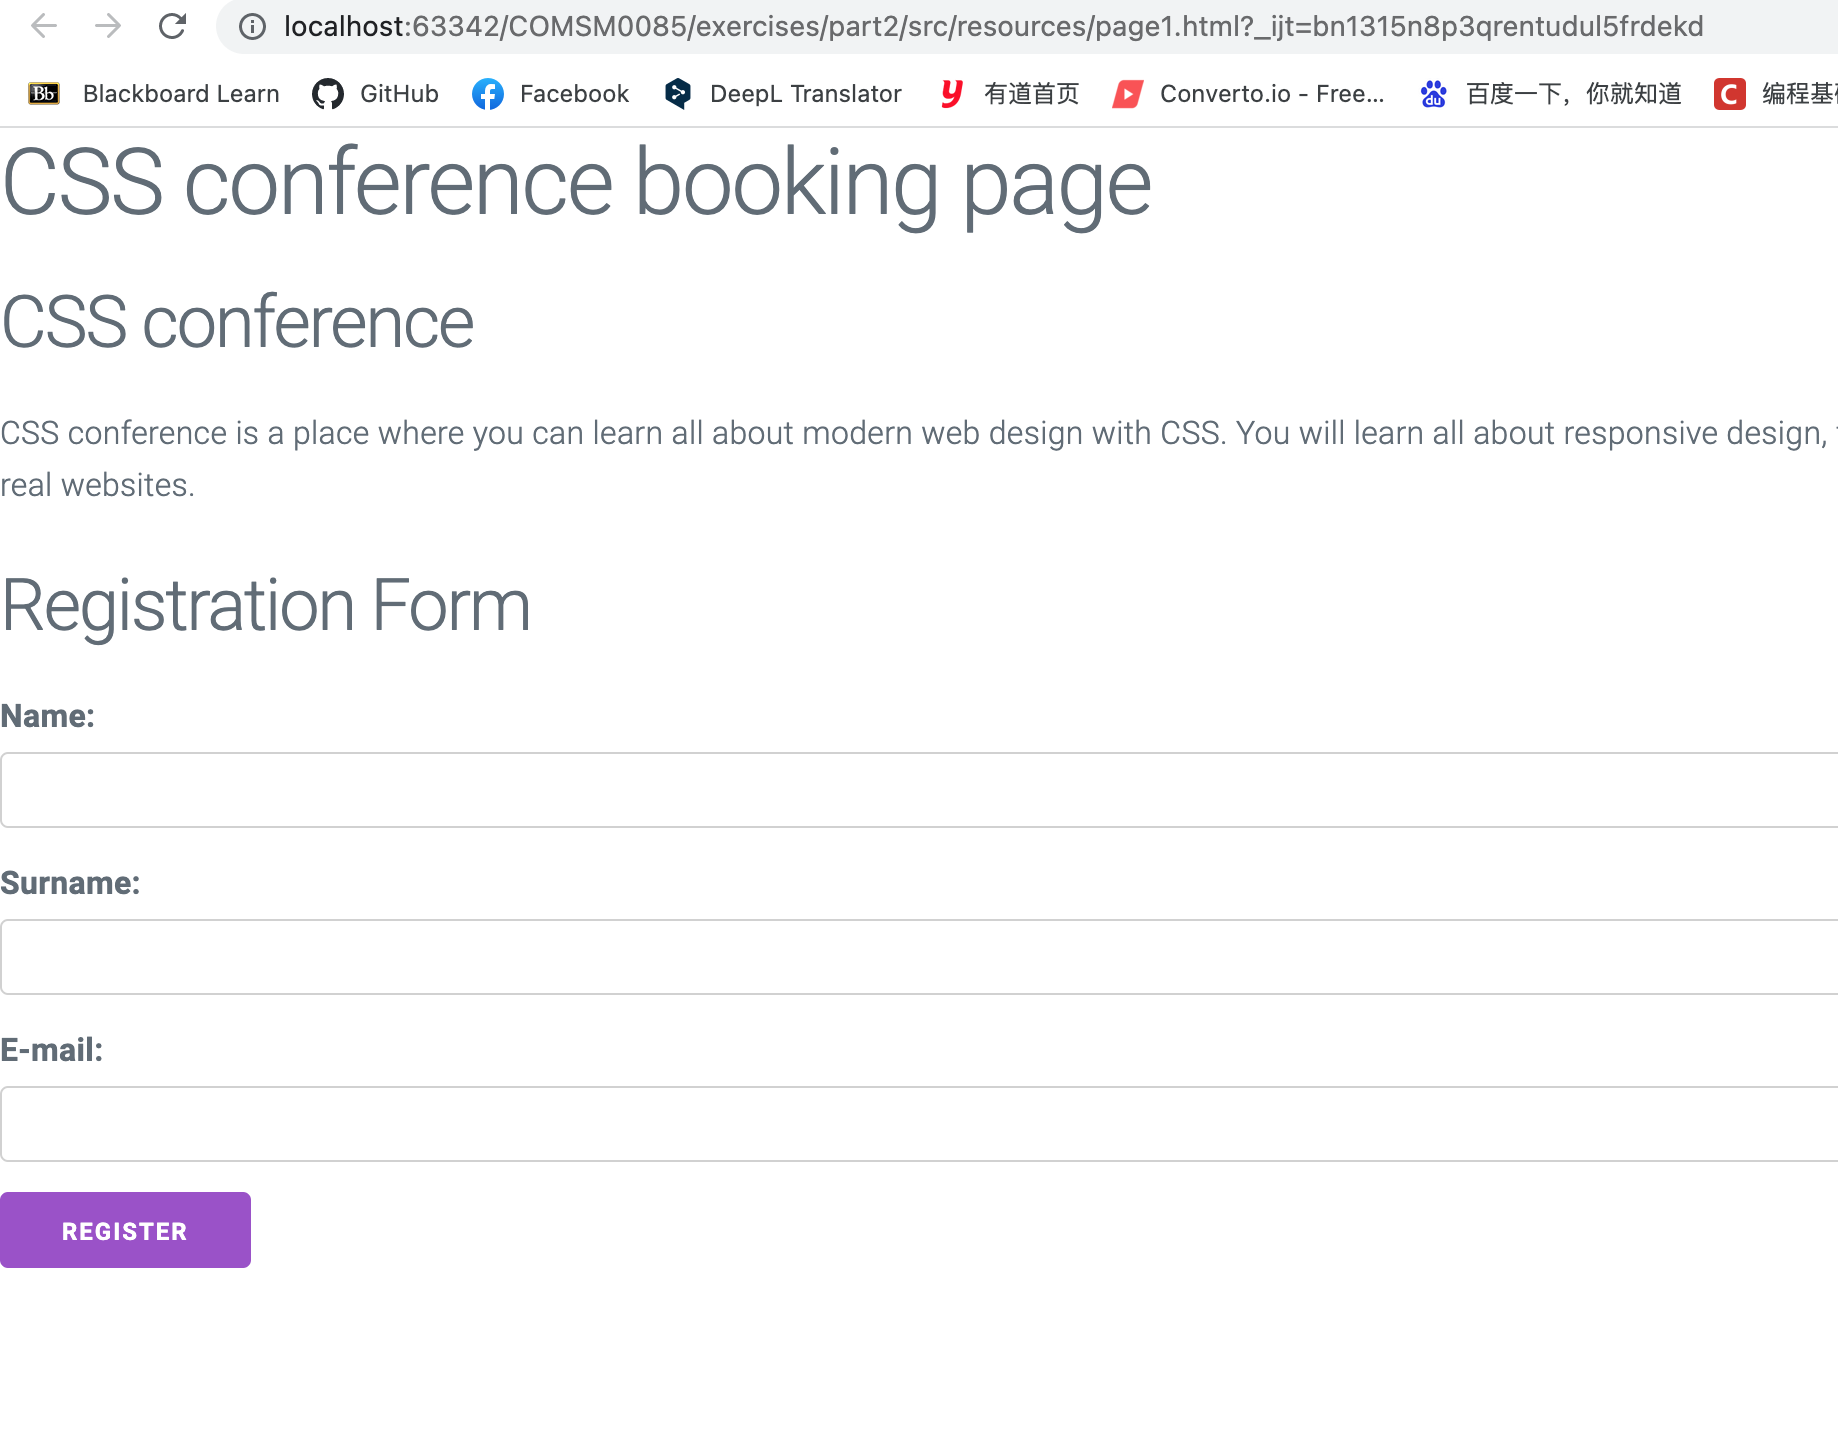 localhost:63342/COMSM0085/exercises/part2/src/resources/page1.html?_ijt=bn1315n8p3qrentudul5frdekd
Bb Blackboard Learn GitHub Facebook DeepL Translator y 有道首页 Converto.io - Free... du 百度一下，你就知道 C 编程基
CSS conference booking page
CSS conference
CSS conference is a place where you can learn all about modern web design with CSS. You will learn all about responsive design,
real websites.
Registration Form
Name:
Surname:
E-mail:
REGISTER